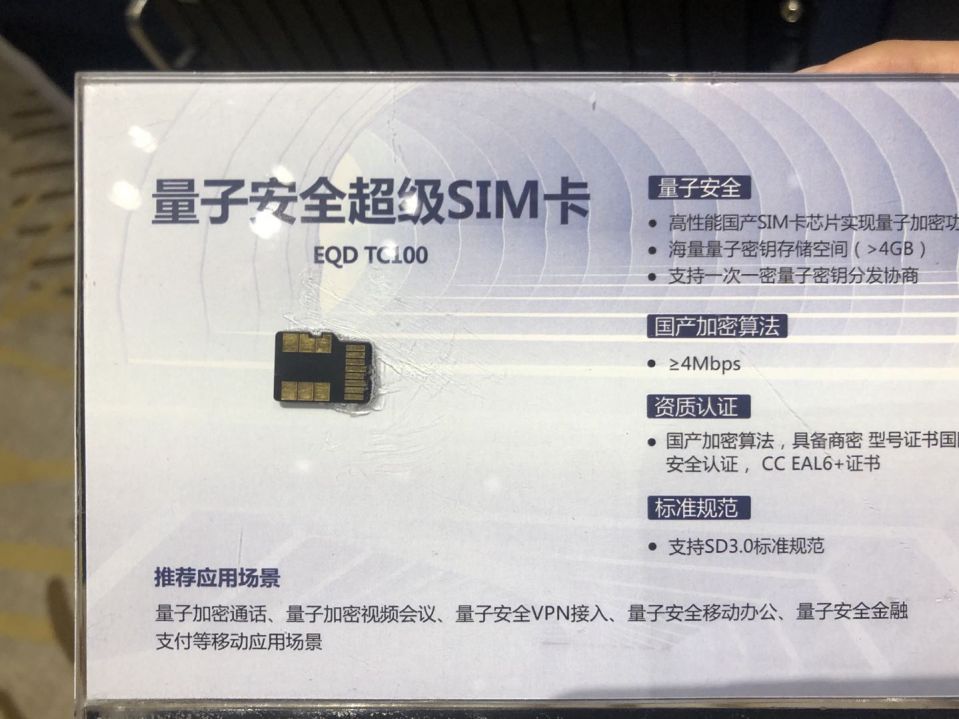 量子安全超级SIM卡
EQD TC100
量子安全
• 高性能国产SIM卡芯片实现量子加密功
• 海量量子密钥存储空间（>4GB）
• 支持一次一密量子密钥分发协商
国产加密算法
• ≥4Mbps
资质认证
• 国产加密算法，具备商密 型号证书国
安全认证， CC EAL6+证书
标准规范
• 支持SD3.0标准规范
推荐应用场景
量子加密通话、量子加密视频会议、量子安全VPN接入、量子安全移动办公、量子安全金融
支付等移动应用场景